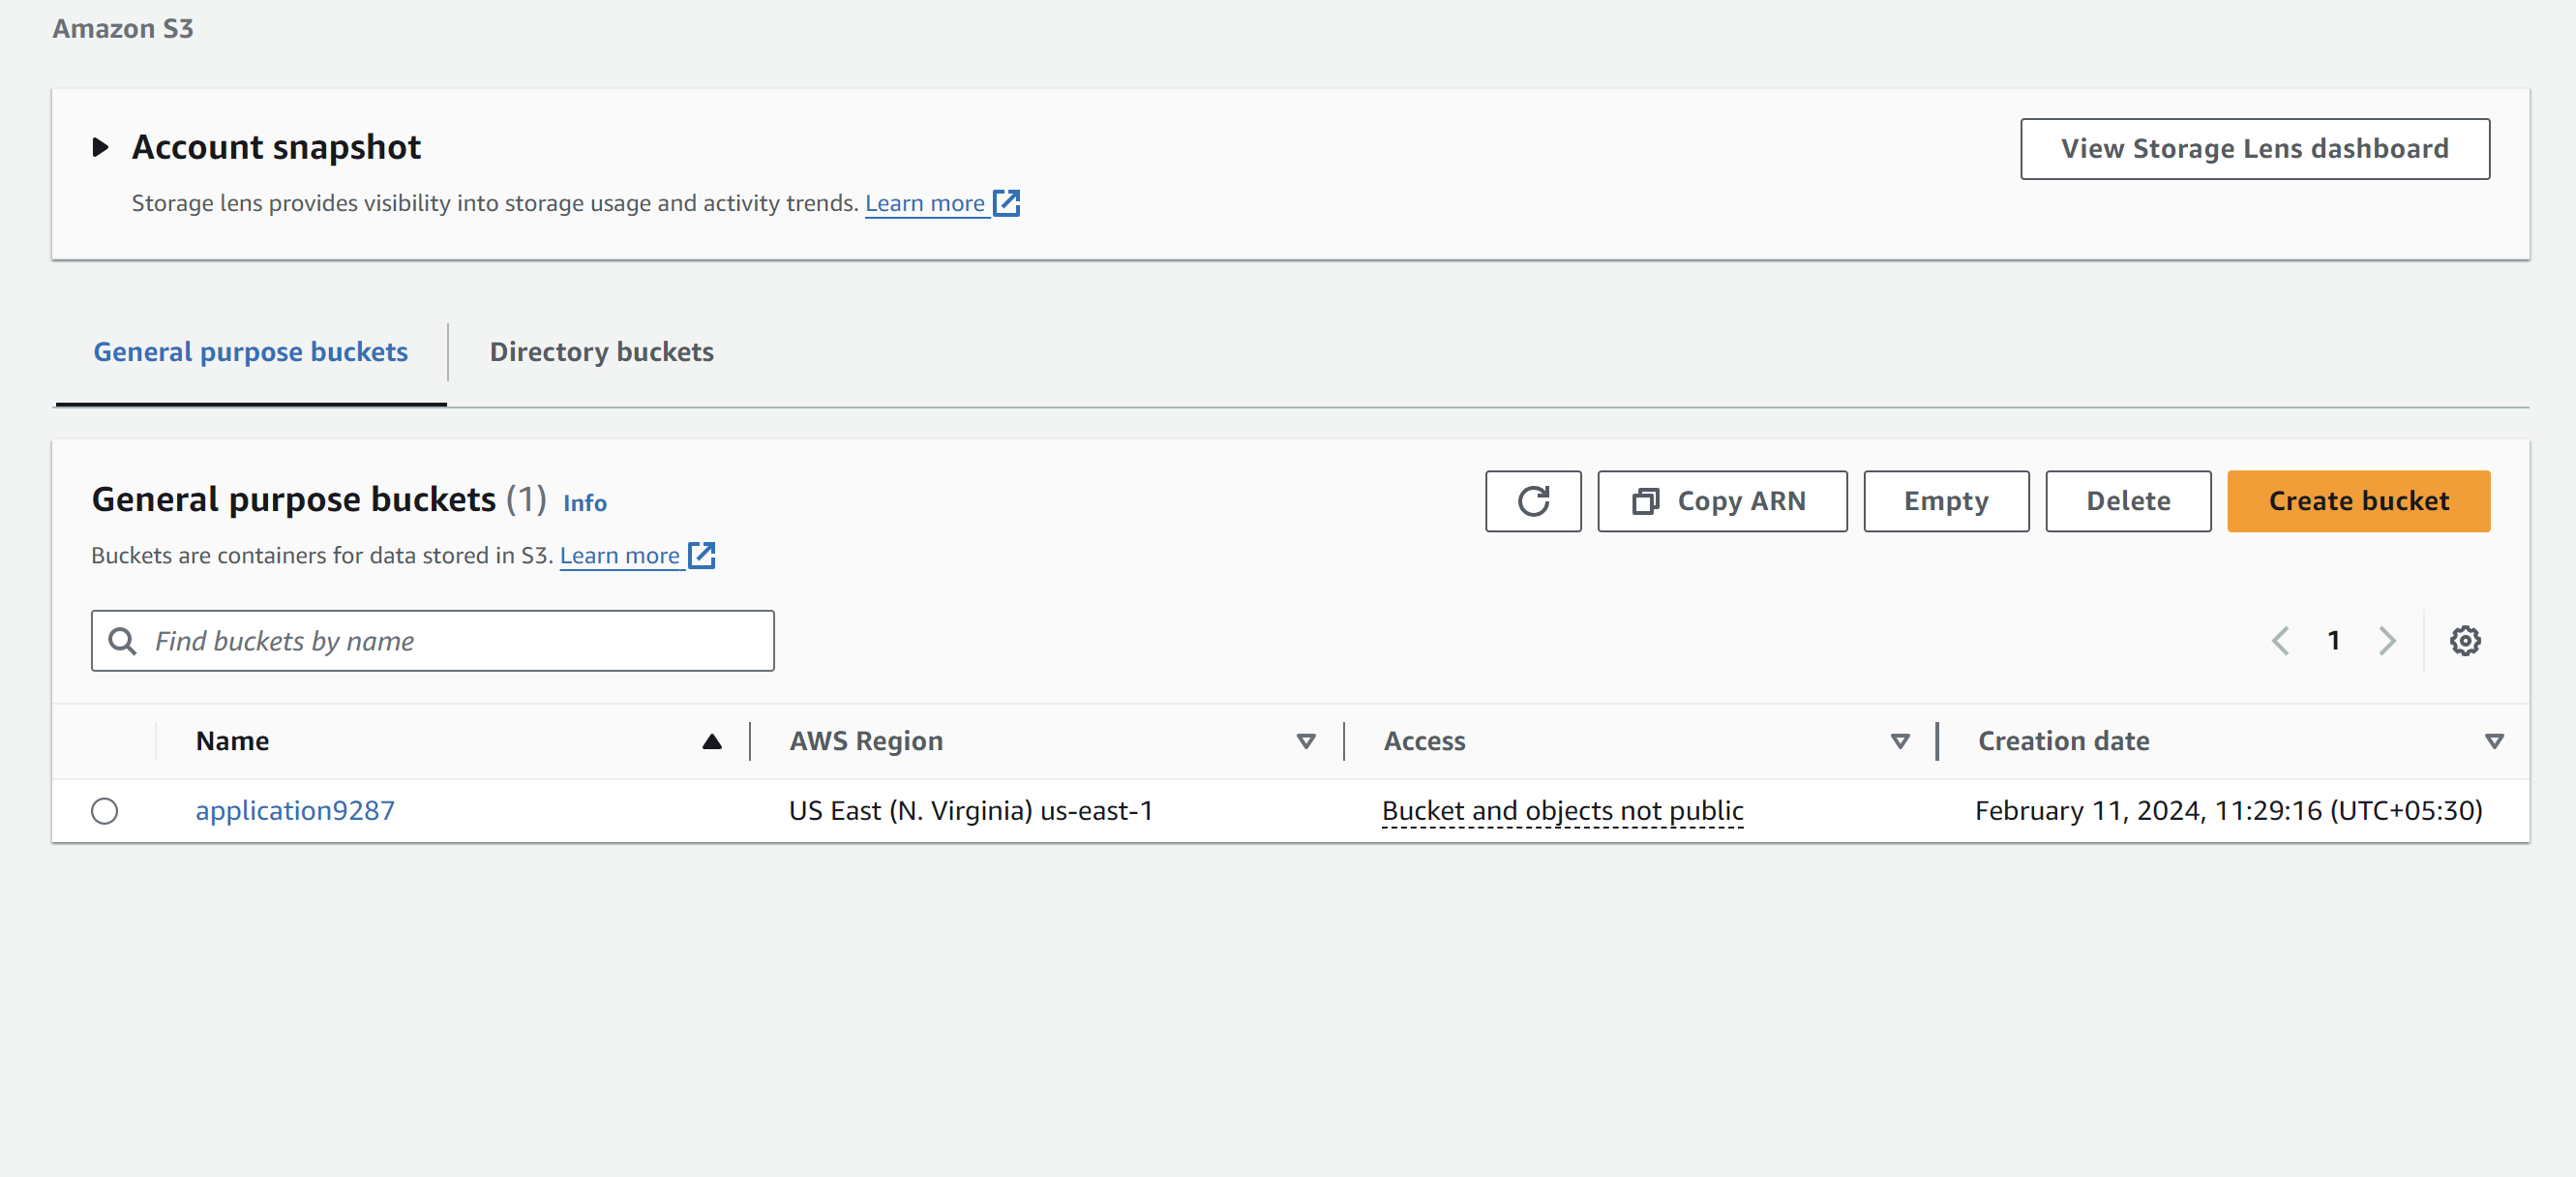 Amazon S3
Account snapshot
View Storage Lens dashboard
Storage lens provides visibility into storage usage and activity trends. Learn more
General purpose buckets
Directory buckets
General purpose buckets (1) Info
Copy ARN
Empty
Delete
Create bucket
Buckets are containers for data stored in S3. Learn more
Find buckets by name
1
Name AWS Region Access Creation date
application9287 US East (N. Virginia) us-east-1 Bucket and objects not public February 11, 2024, 11:29:16 (UTC+05:30)